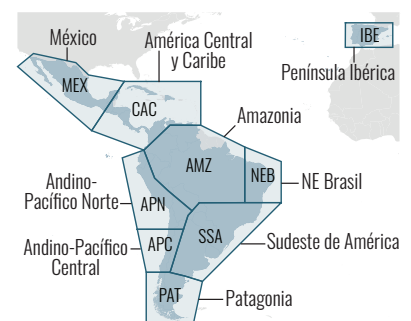 México
América Central
y Caribe
IBE
Península Ibérica
MEX
CAC
Amazonia
AMZ
NEB
NE Brasil
Andino-
Pacífico Norte
APN
SSA
Sudeste de América
Andino-Pacífico
Central
APC
PAT
Patagonia